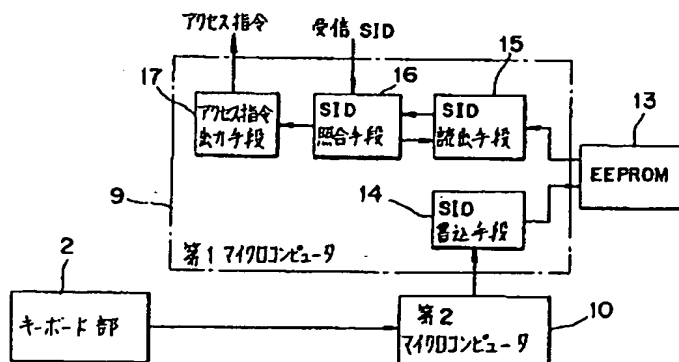 アクセス指令
受信 SID
17
アクセス指令
出力手段
16
SID
照合手段
15
SID
読出手段
13
EEPROM
9
14
SID
書込手段
第1 マイクロコンピュータ
2
キーボード部
第2
マイクロコンピュータ
10